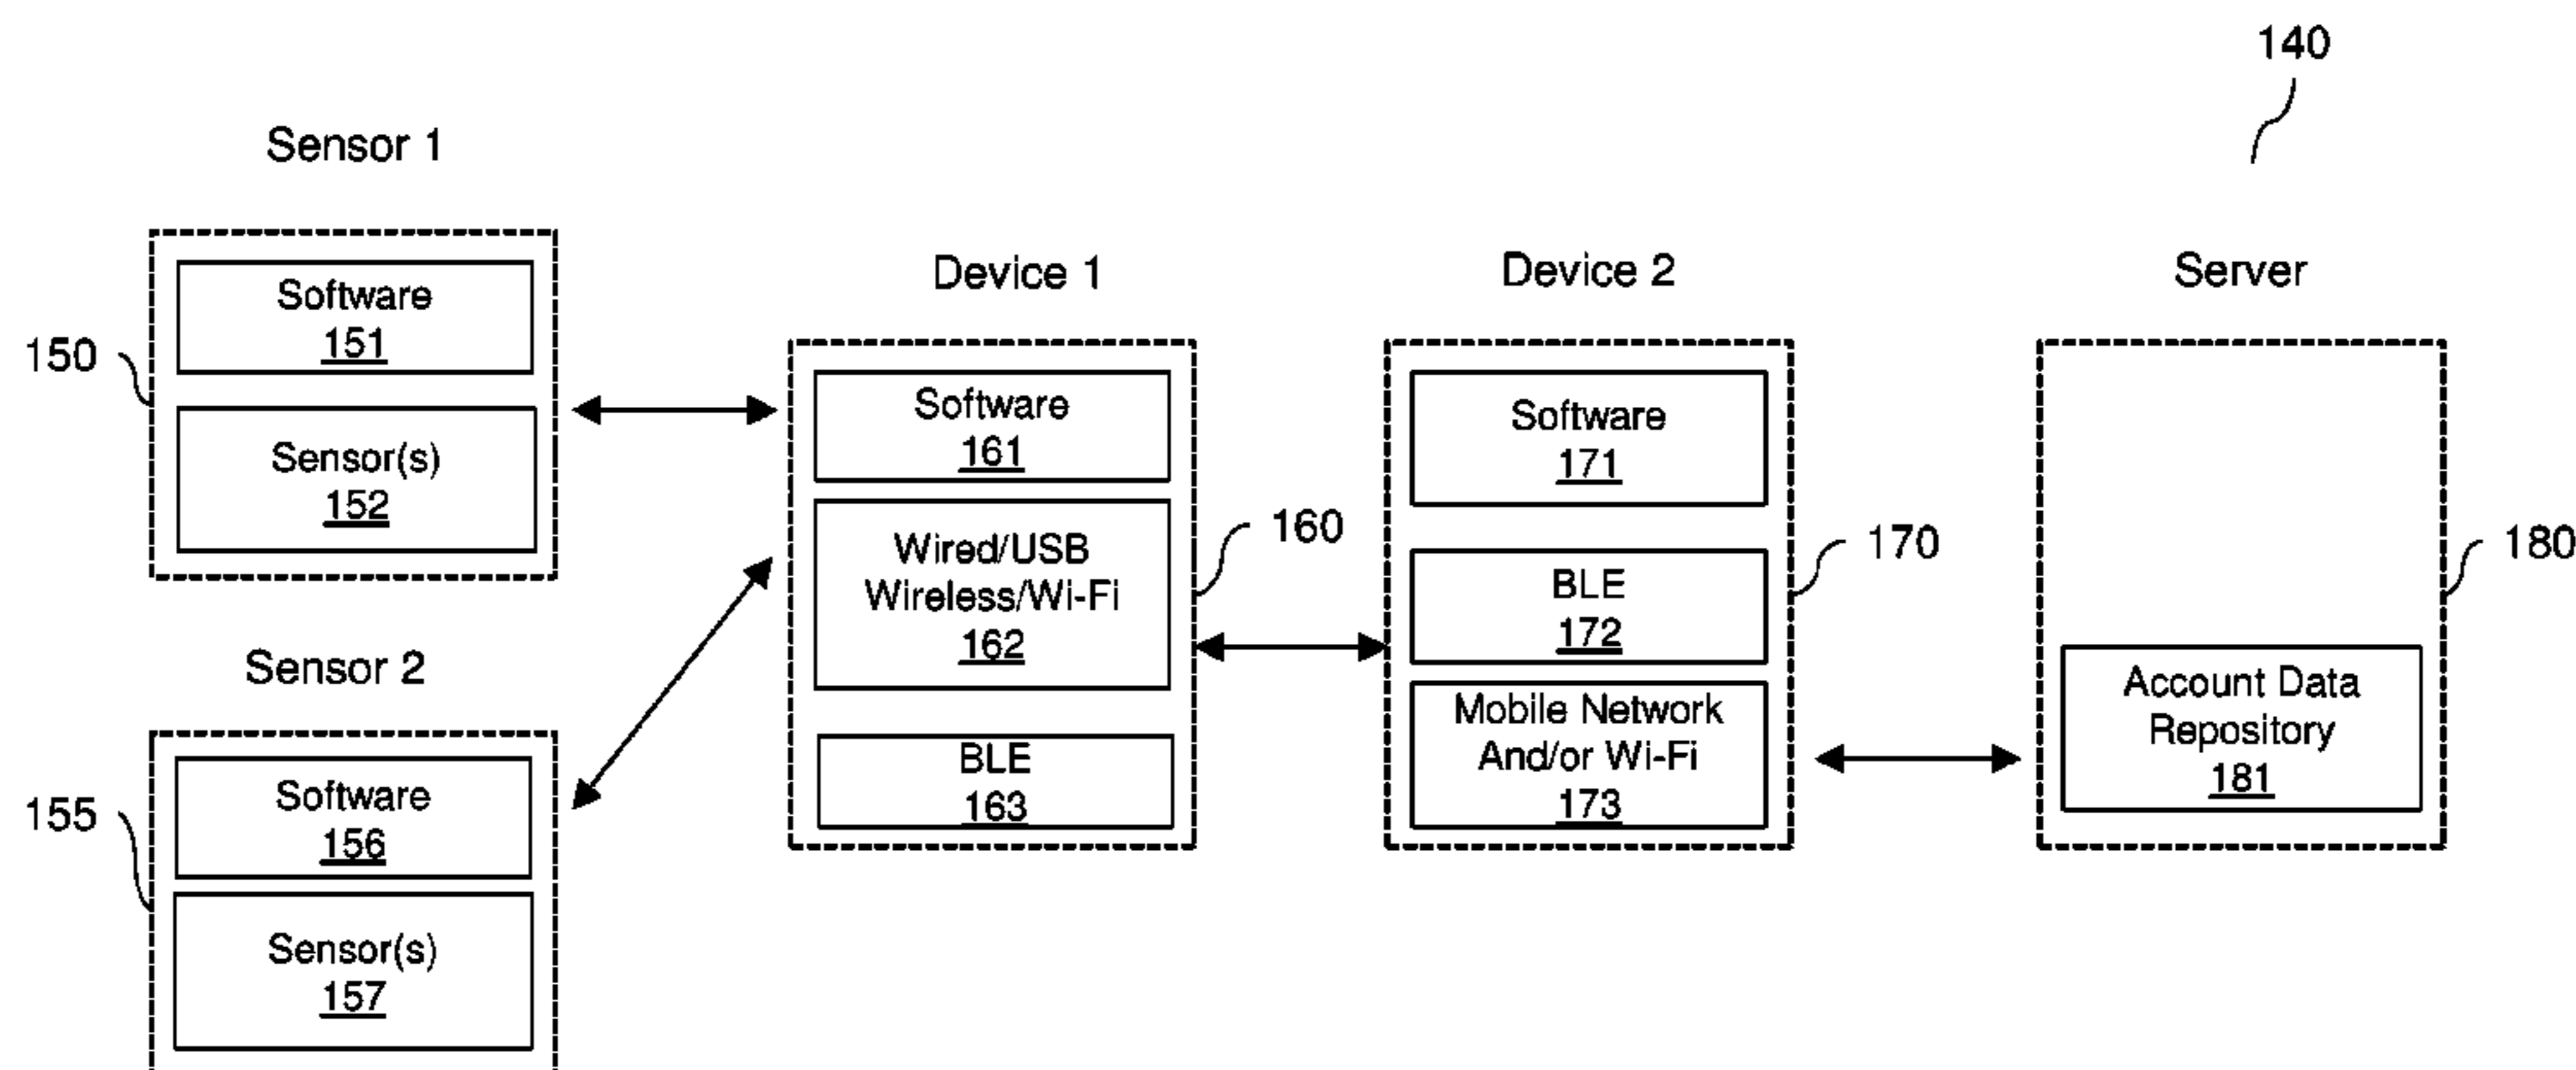 140
Sensor 1
Software
151
Sensor(s)
152
150
Sensor 2
Software
156
Sensor(s)
157
155
Device 1
Software
161
Wired/USB
Wireless/Wi-Fi
162
BLE
163
160
Device 2
Software
171
BLE
172
Mobile Network
And/or Wi-Fi
173
170
Server
Account Data
Repository
181
180